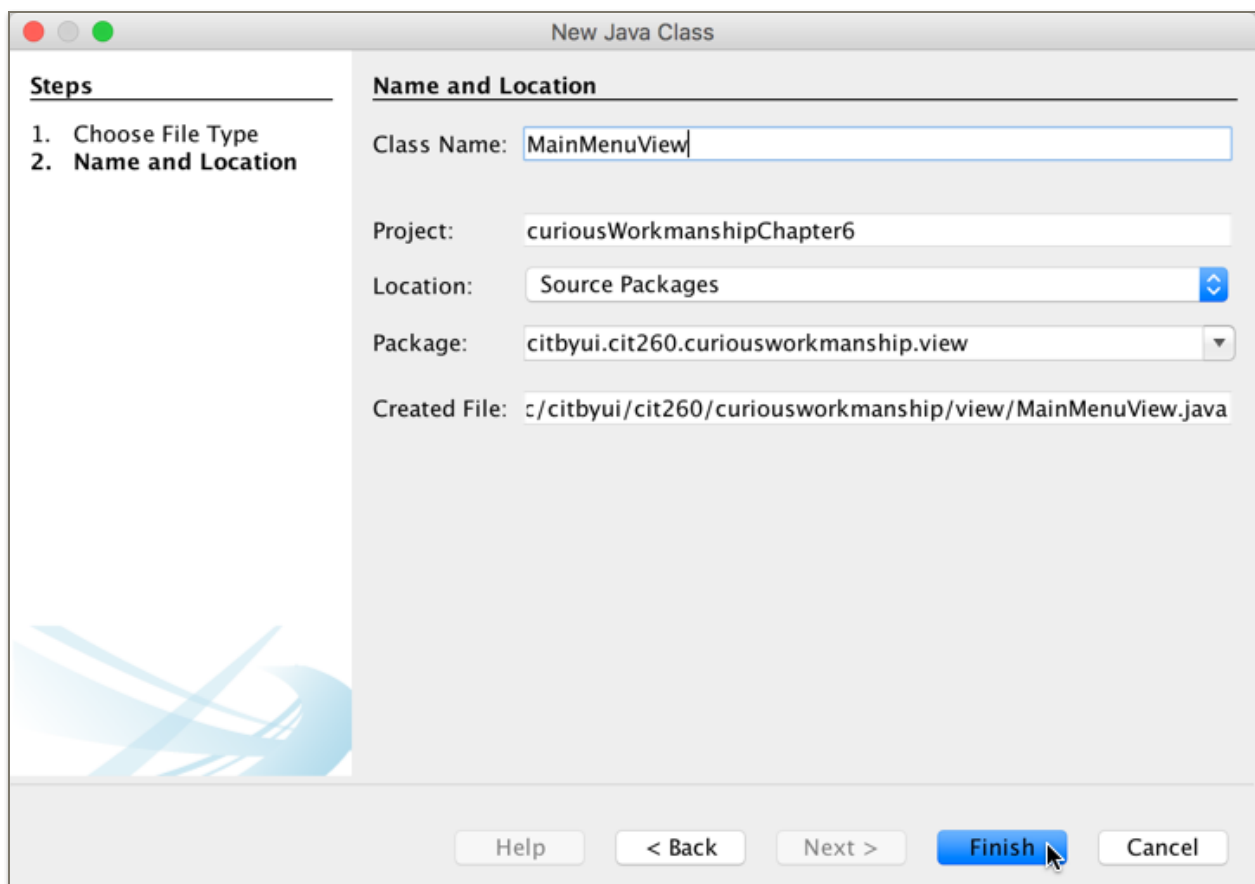 New Java Class
Steps
1. Choose File Type
2. Name and Location
Name and Location
Class Name: MainMenuView
Project: curiousWorkmanshipChapter6
Location: Source Packages
Package: citbyui.cit260.curiousworkmanship.view
Created File: c/citbyui/cit260/curiousworkmanship/view/MainMenuView.java
Help < Back Next > Finish Cancel